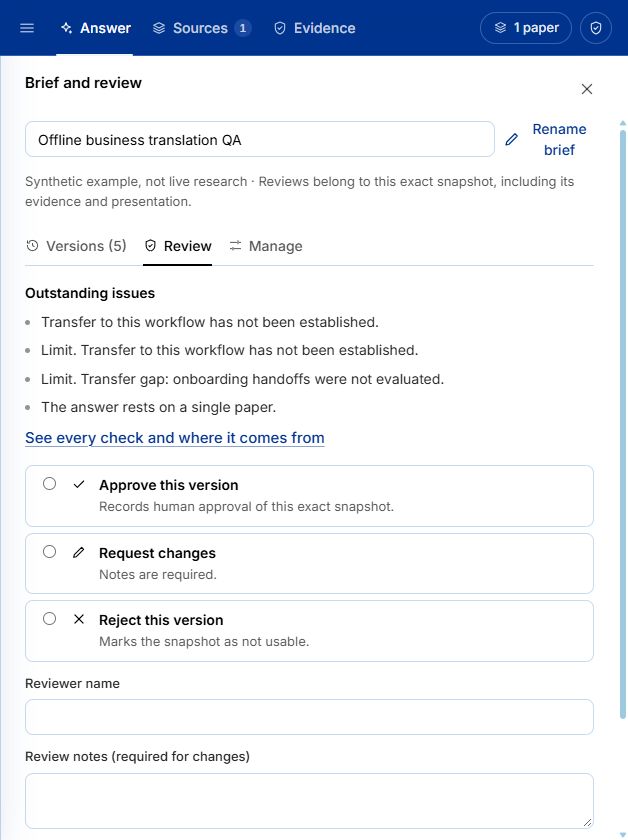 Answer
Sources 1
Evidence
1 paper
Brief and review
Offline business translation QA
Rename
brief
Synthetic example, not live research · Reviews belong to this exact snapshot, including its
evidence and presentation.
Versions (5)
Review
Manage
Outstanding issues
Transfer to this workflow has not been established.
Limit. Transfer to this workflow has not been established.
Limit. Transfer gap: onboarding handoffs were not evaluated.
The answer rests on a single paper.
See every check and where it comes from
Approve this version
Records human approval of this exact snapshot.
Request changes
Notes are required.
Reject this version
Marks the snapshot as not usable.
Reviewer name
Review notes (required for changes)